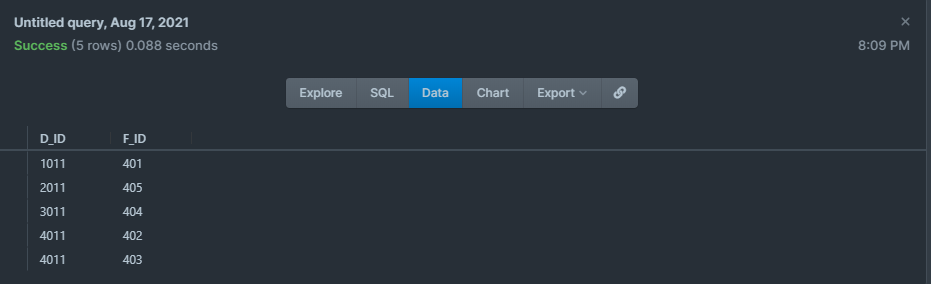 Untitled query, Aug 17, 2021
Success (5 rows) 0.088 seconds 8:09 PM
Explore SQL Data Chart Export
D_ID F_ID
1011 401
2011 405
3011 404
4011 402
4011 403